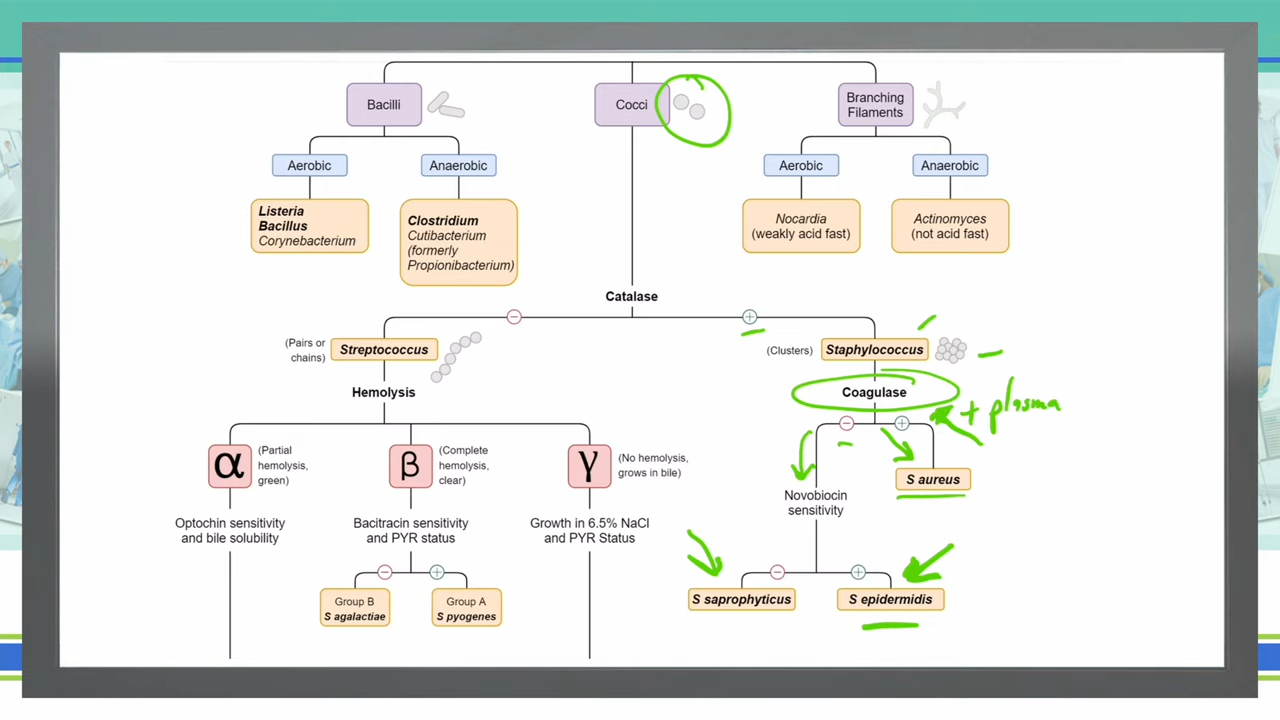 Bacilli
Cocci
Branching
Filaments
Aerobic
Anaerobic
Aerobic
Anaerobic
Listeria
Bacillus
Corynebacterium
Clostridium
Cutibacterium
(formerly
Propionibacterium)
Nocardia
(weakly acid fast)
Actinomyces
(not acid fast)
Catalase
−
+
(Pairs or
chains)
Streptococcus
(Clusters)
Staphylococcus
Hemolysis
Coagulase
+ plasma
−
+
α
(Partial
hemolysis,
green)
β
(Complete
hemolysis,
clear)
γ
(No hemolysis,
grows in bile)
S aureus
Novobiocin
sensitivity
Optochin sensitivity
and bile solubility
Bacitracin sensitivity
and PYR status
Growth in 6.5% NaCl
and PYR Status
−
+
−
+
Group B
S agalactiae
Group A
S pyogenes
S saprophyticus
S epidermidis